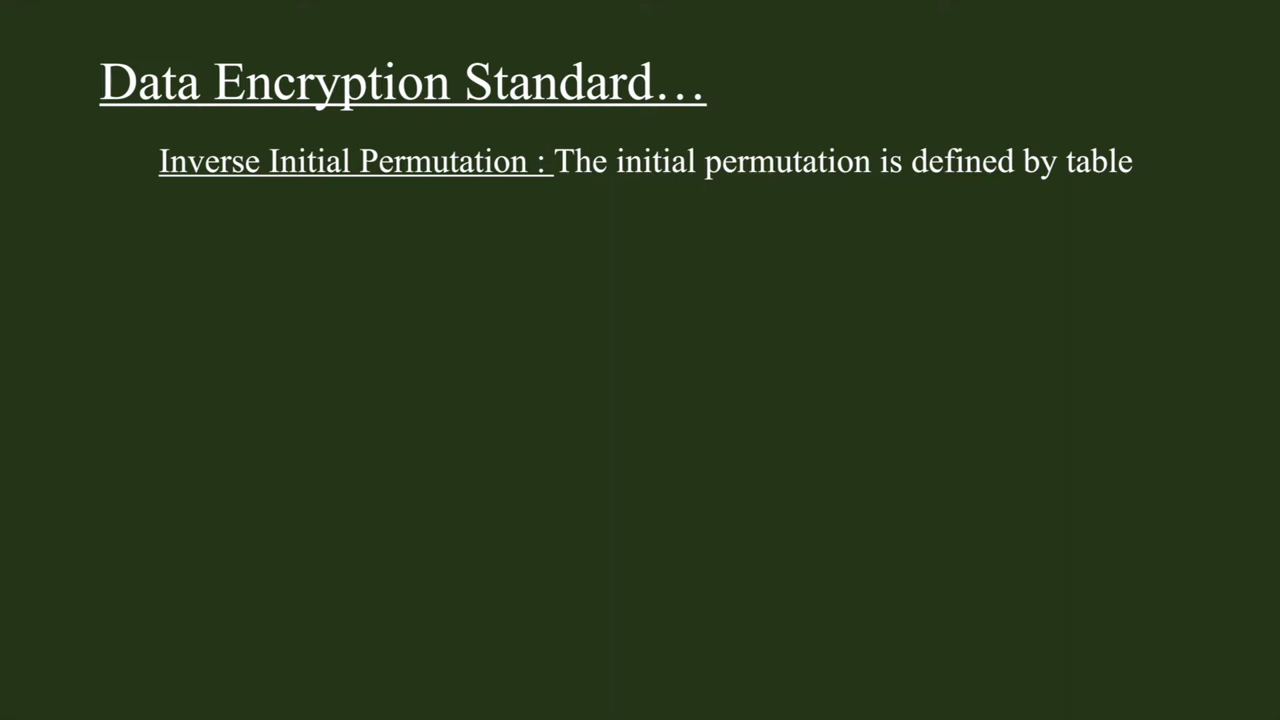 Data Encryption Standard…
Inverse Initial Permutation : The initial permutation is defined by table